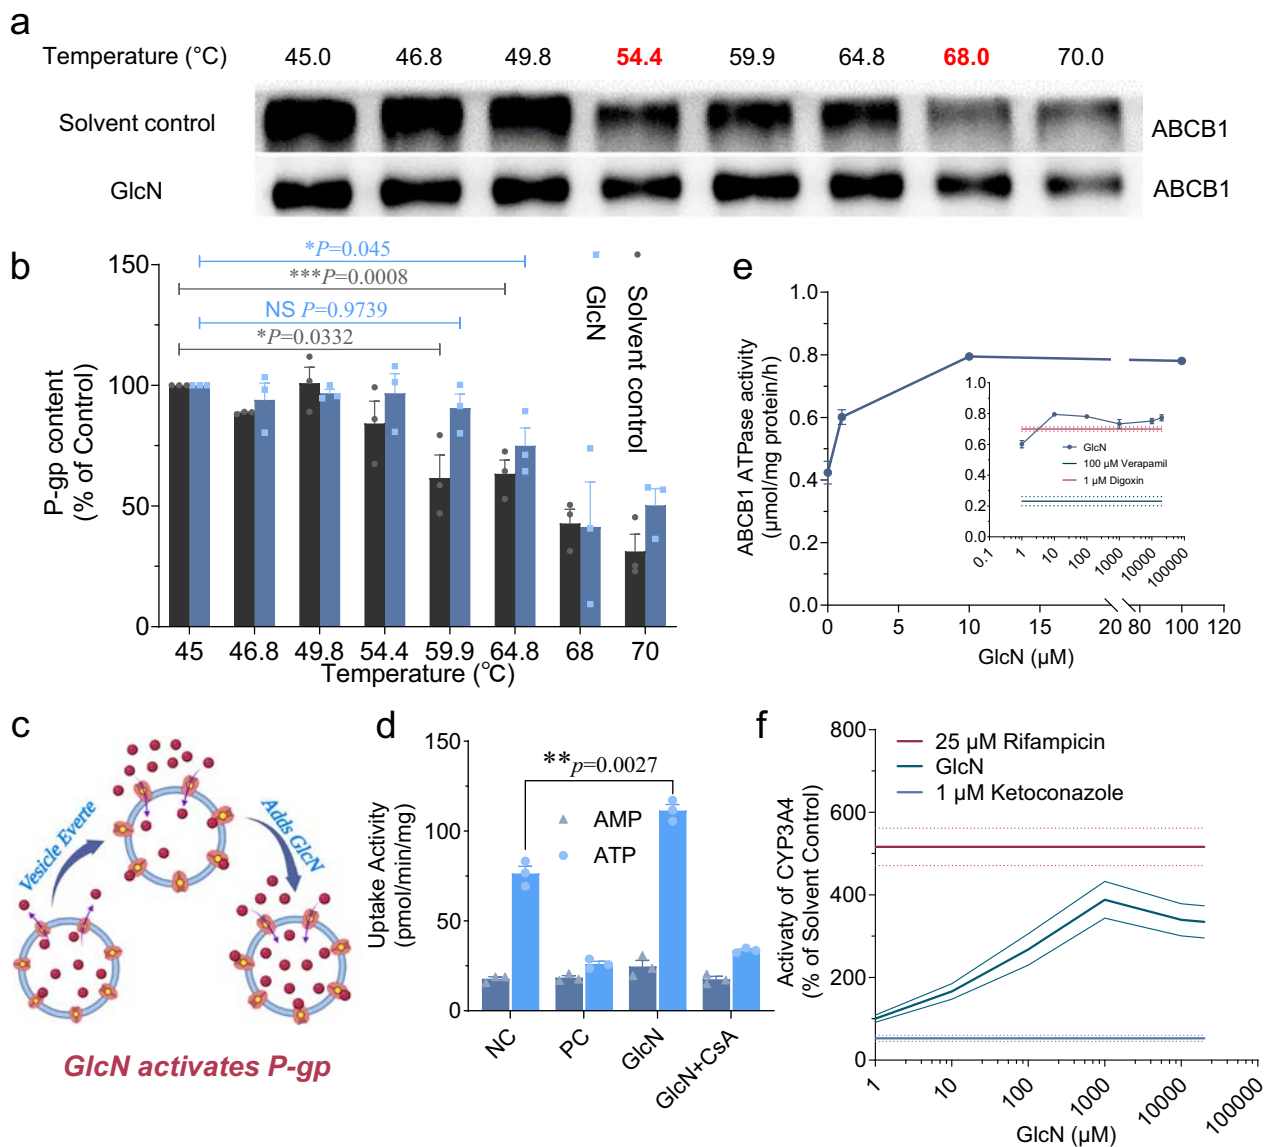 a
Temperature (°C) 45.0 46.8 49.8 54.4 59.9 64.8 68.0 70.0
Solvent control ABCB1
GlcN ABCB1
b
*P=0.045
***P=0.0008
NS P=0.9739
*P=0.0332
GlcN
Solvent control
P-gp content
(% of Control)
150
100
50
0
45 46.8 49.8 54.4 59.9 64.8 68 70
Temperature (°C)
e
ABCB1 ATPase activity
(μmol/mg protein/h)
1.0
0.8
0.6
0.4
0.2
0.0
0 5 10 15 20 80 100 120
GlcN (μM)
1.0
0.8
0.6
0.4
0.2
0.0
0.1 1 10 100 1000 10000 100000
GlcN
100 μM Verapamil
1 μM Digoxin
c
Vesicle Everte
Adds GlcN
GlcN activates P-gp
d
Uptake Activity
(pmol/min/mg)
150
100
50
0
**p=0.0027
AMP
ATP
NC PC GlcN GlcN+CsA
f
Activaty of CYP3A4
(% of Solvent Control)
800
600
400
200
0
25 μM Rifampicin
GlcN
1 μM Ketoconazole
1 10 100 1000 10000 100000
GlcN (μM)